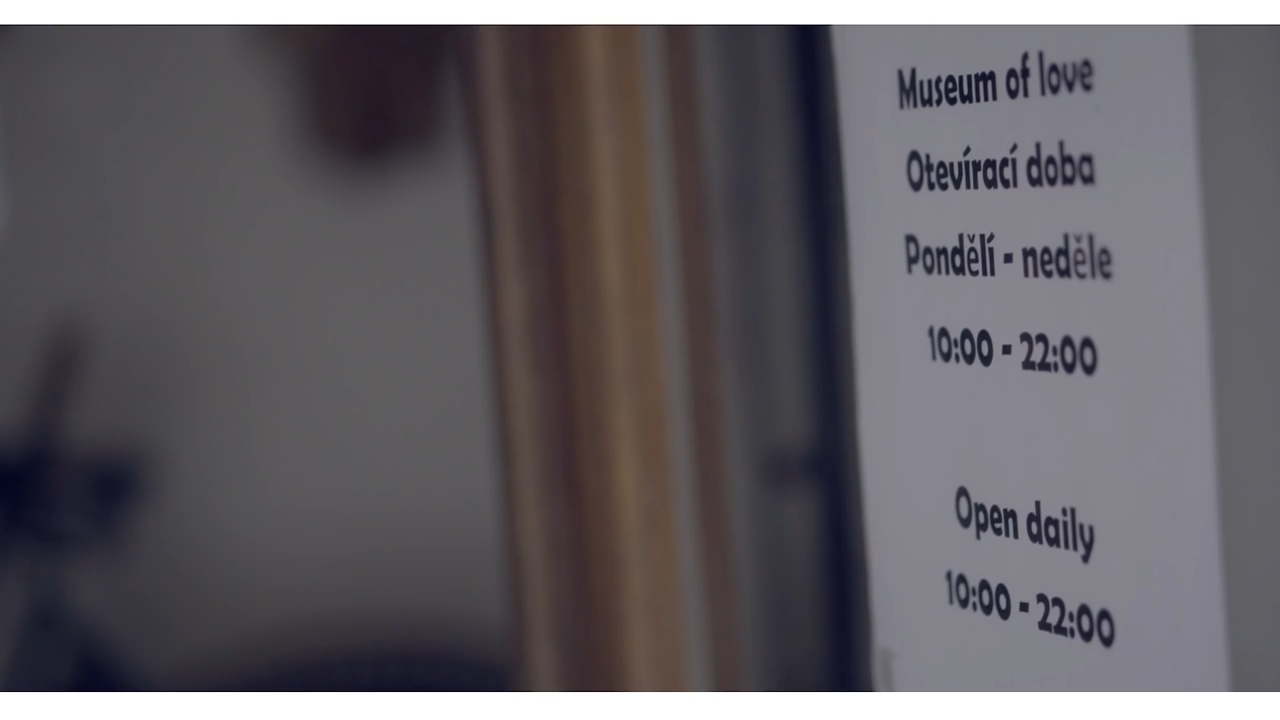 Museum of love
Otevírací doba
Pondělí - neděle
10:00 - 22:00
Open daily
10:00 - 22:00